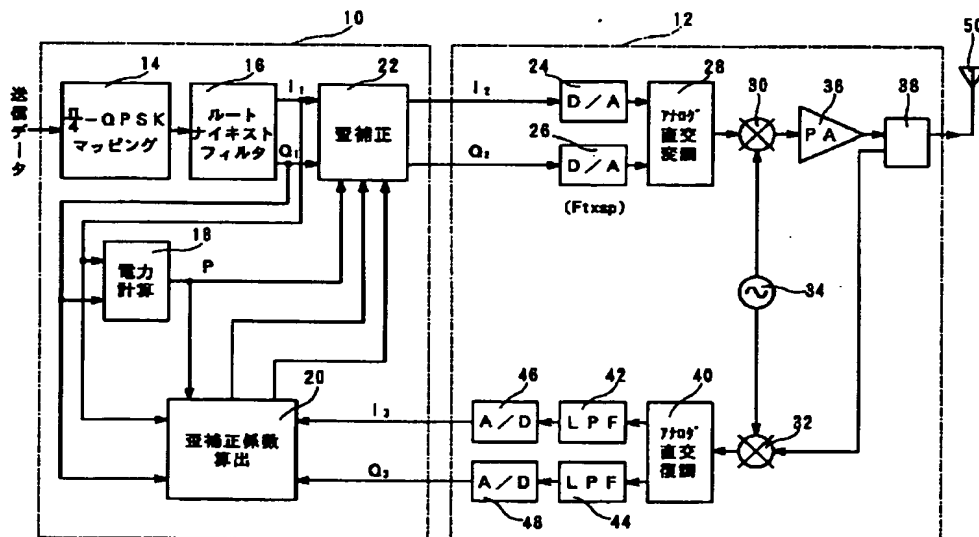 10
12
50
14
π/4-QPSK
マッピング
16
ルート
ナイキスト
フィルタ
I₁
Q₁
22
歪補正
I₂
Q₂
24
D/A
26
D/A
(Ftxsp)
28
アナログ
直交
変調
30
36
PA
38
送信データ
18
電力
計算
P
34
20
歪補正係数
算出
I₃
Q₃
46
A/D
42
LPF
40
アナログ
直交
復調
32
A/D
48
LPF
44